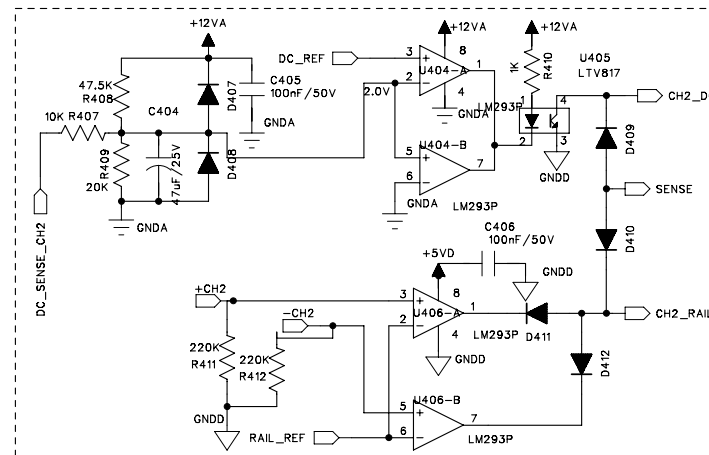 +12VA
+12VA
+12VA
DC_REF
3
2
8
1
4
U404-A
2.0V
1K
R410
U405
LTV817
LM293P
1
4
2
3
CH2_D
47.5K
R408
C404
D407
C405
100nF/50V
GNDA
GNDA
10K R407
R409
20K
47uF/25V
D408
GNDA
U404-B
5
6
7
GNDA
LM293P
GNDD
D409
SENSE
DC_SENSE_CH2
C406
100nF/50V
+5VD
GNDD
D410
+CH2
-CH2
3
2
8
1
4
U406-A
LM293P
D411
CH2_RAIL
GNDD
220K
R411
220K
R412
D412
GNDD
RAIL_REF
U406-B
5
6
7
LM293P